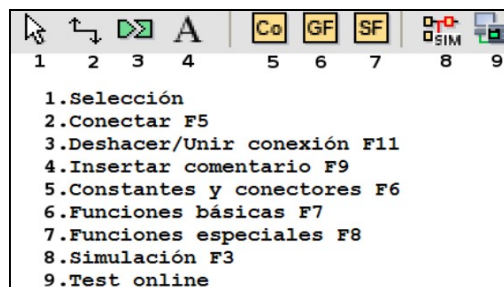 A Co GF SF SIM
1 2 3 4 5 6 7 8 9
1.Selección
2.Conectar F5
3.Deshacer/Unir conexión F11
4.Insertar comentario F9
5.Constantes y conectores F6
6.Funciones básicas F7
7.Funciones especiales F8
8.Simulación F3
9.Test online